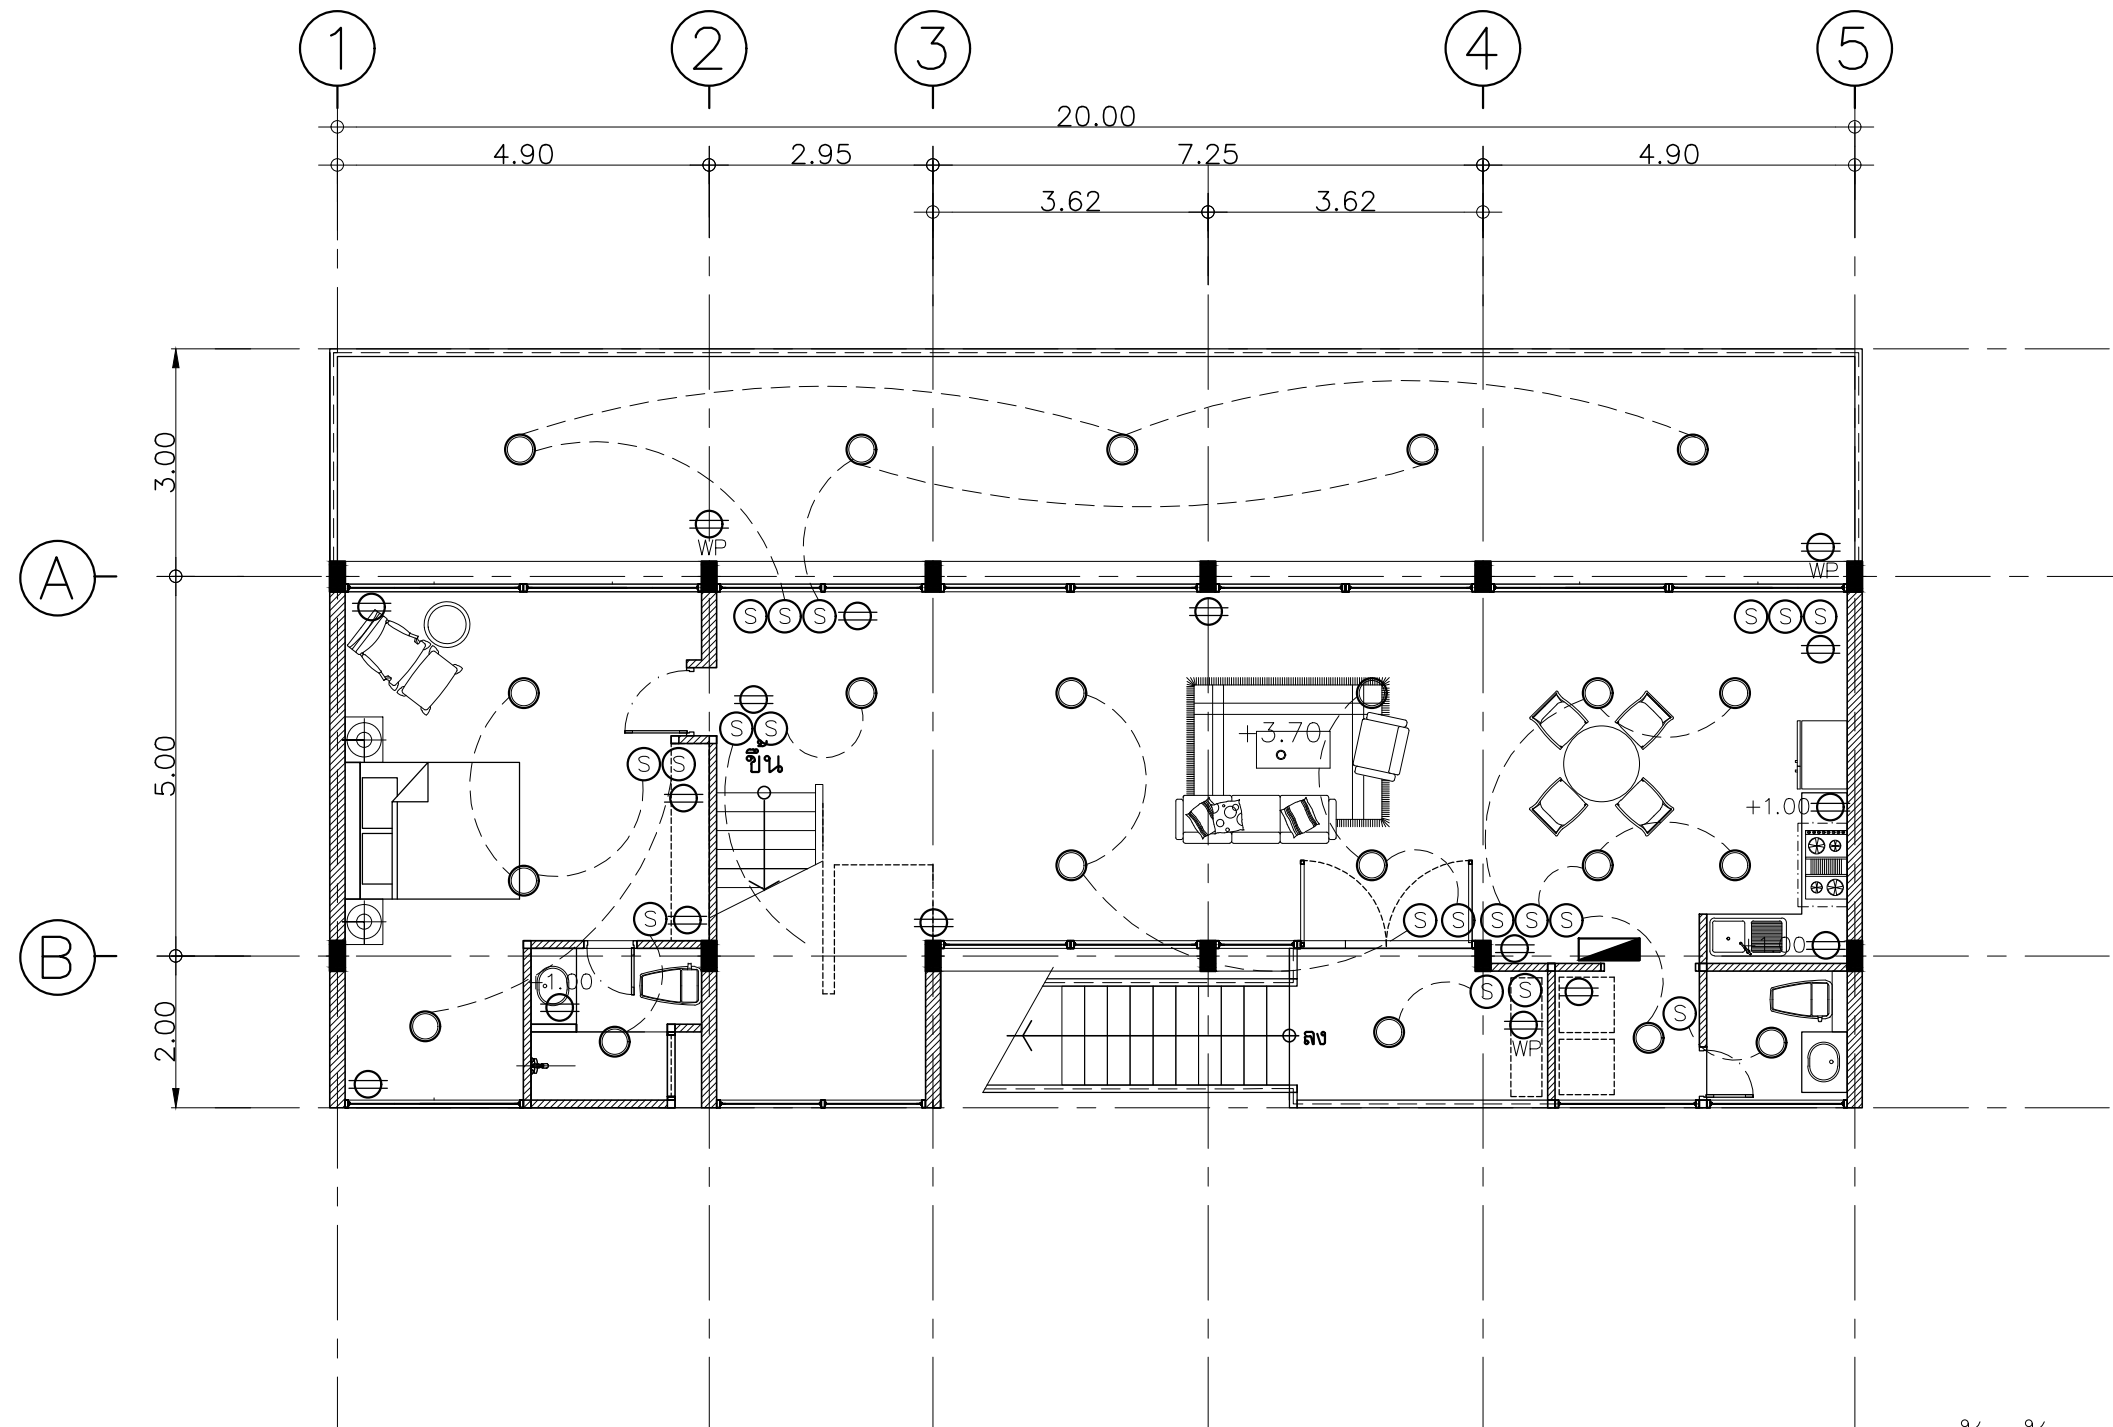 1 2 3 4 5
20.00
4.90 2.95 7.25 4.90
3.62 3.62
3.00
WP
WP
A
S S S
S S S
5.00
S S
+3.70
ขึ้น
S S
+1.00
S
S S S S S
+1.00
B
1.00
S S
S
2.00
ลง
WP